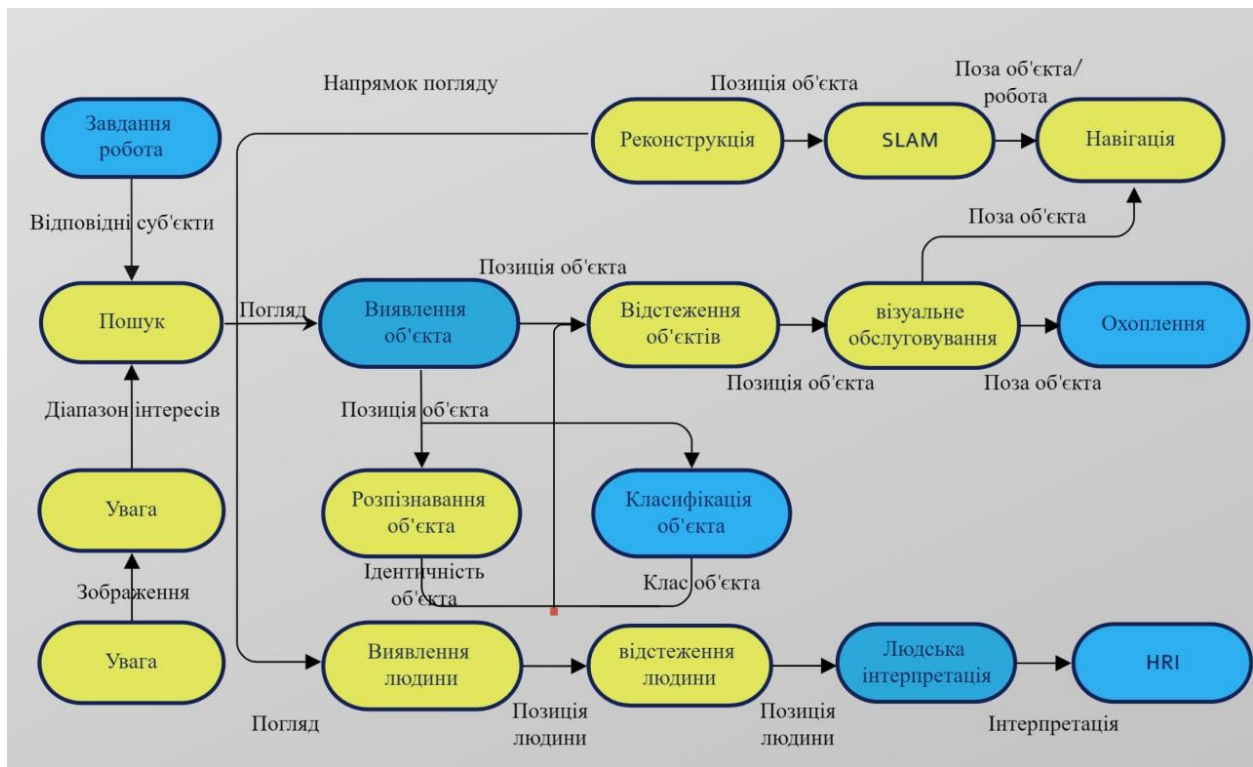 Напрямок погляду
Позиція об'єкта
Поза об'єкта/
робота
Завдання
робота
Реконструкція
SLAM
Навігація
Відповідні суб'єкти
Поза об'єкта
Позиція об'єкта
Пошук
Погляд
Виявлення
об'єкта
Відстеження
об'єктів
візуальне
обслуговування
Охоплення
Позиція об'єкта
Поза об'єкта
Діапазон інтересів
Позиція об'єкта
Увага
Розпізнавання
об'єкта
Класифікація
об'єкта
Зображення
Ідентичність
об'єкта
Клас об'єкта
Увага
Виявлення
людини
відстеження
людини
Людська
інтерпретація
HRI
Погляд
Позиція
людини
Позиція
людини
Інтерпретація